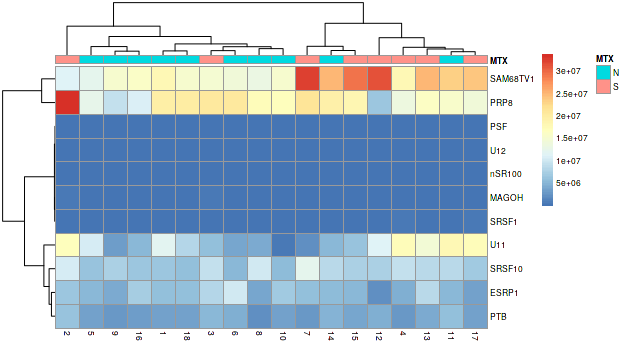 MTX
SAM68TV1
PRP8
PSF
U12
nSR100
MAGOH
SRSF1
U11
SRSF10
ESRP1
PTB
2 5 9 16 1 18 3 6 8 10 7 14 15 12 4 13 11 17
3e+07
2.5e+07
2e+07
1.5e+07
1e+07
5e+06
MTX
N
S